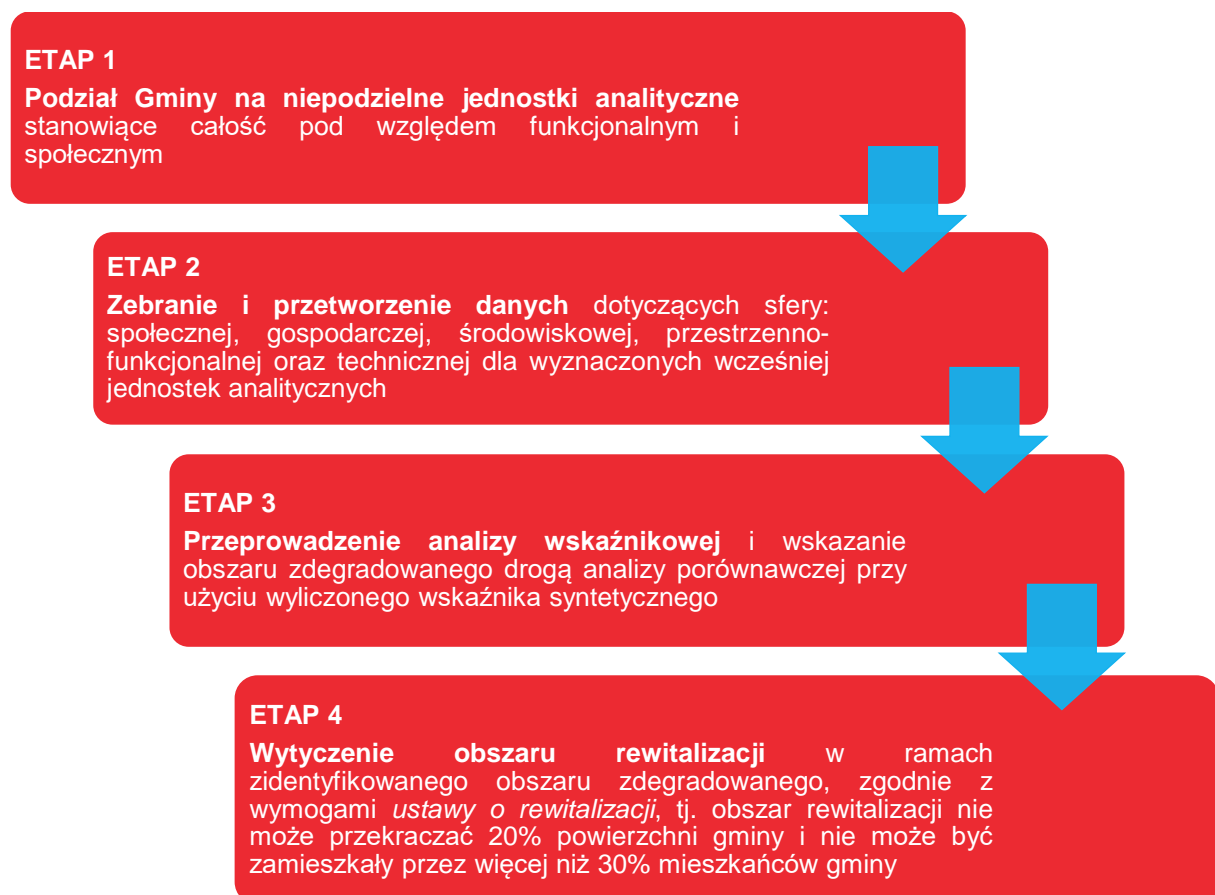 ETAP 1
Podział Gminy na niepodzielne jednostki analityczne
stanowiące całość pod względem funkcjonalnym i
społecznym
ETAP 2
Zebranie i przetworzenie danych dotyczących sfery:
społecznej, gospodarczej, środowiskowej, przestrzenno-
funkcjonalnej oraz technicznej dla wyznaczonych wcześniej
jednostek analitycznych
ETAP 3
Przeprowadzenie analizy wskaźnikowej i wskazanie
obszaru zdegradowanego drogą analizy porównawczej przy
użyciu wyliczonego wskaźnika syntetycznego
ETAP 4
Wytyczenie obszaru rewitalizacji w ramach
zidentyfikowanego obszaru zdegradowanego, zgodnie z
wymogami ustawy o rewitalizacji, tj. obszar rewitalizacji nie
może przekraczać 20% powierzchni gminy i nie może być
zamieszkały przez więcej niż 30% mieszkańców gminy